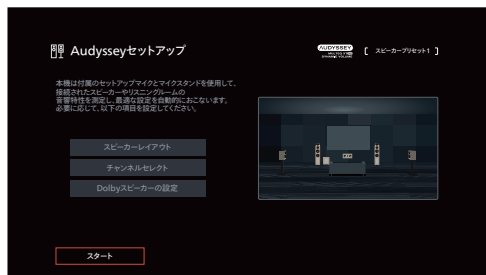 Audysseyセットアップ
AUDYSSEY
MULTEQ XT32
DYNAMIC VOLUME
[ スピーカープリセット1 ]
本機は付属のセットアップマイクとマイクスタンドを使用して、
接続されたスピーカーやリスニングルームの
音響特性を測定し、最適な設定を自動的におこないます。
必要に応じて、以下の項目を設定してください。
スピーカーレイアウト
チャンネルセレクト
Dolbyスピーカーの設定
スタート